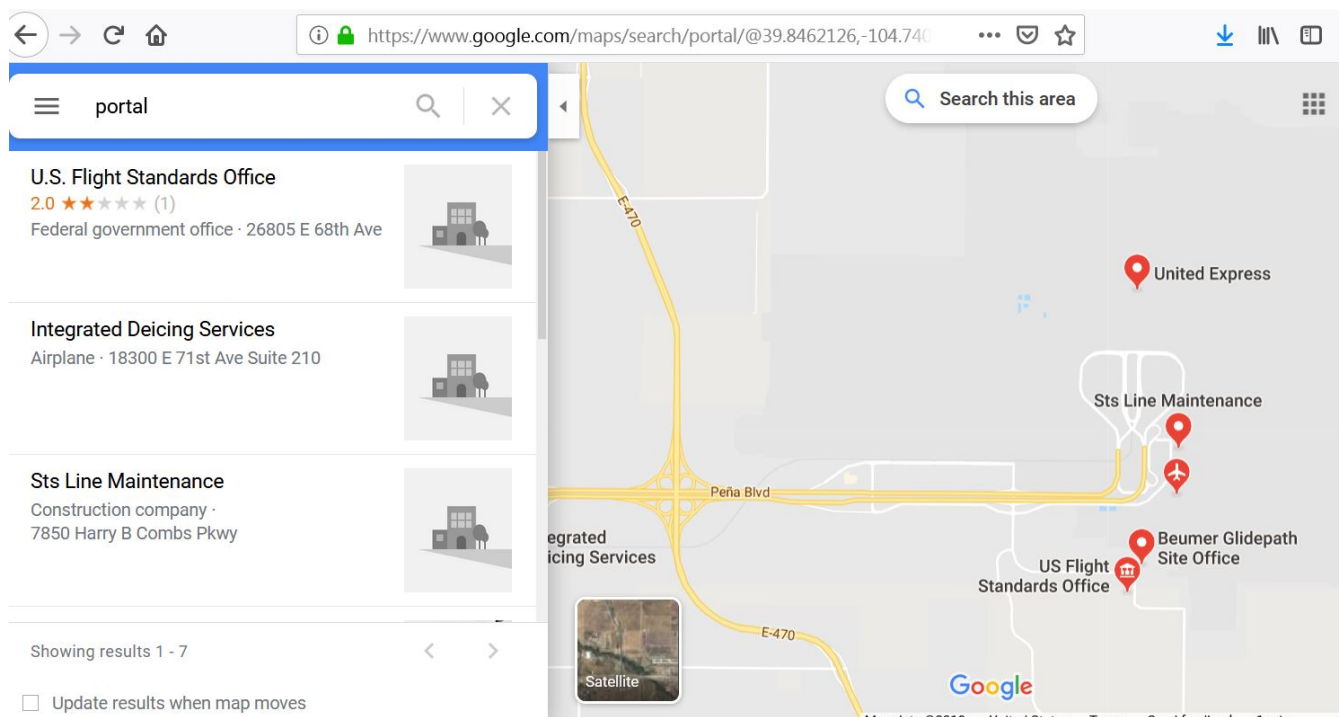 https://www.google.com/maps/search/portal/@39.8462126,-104.740
portal
Search this area
U.S. Flight Standards Office
2.0 ★★★★★ (1)
Federal government office · 26805 E 68th Ave
Integrated Deicing Services
Airplane · 18300 E 71st Ave Suite 210
Sts Line Maintenance
Construction company ·
7850 Harry B Combs Pkwy
Showing results 1 - 7
Update results when map moves
E-470
United Express
Sts Line Maintenance
Peña Blvd
egrated
icing Services
Beumer Glidepath
Site Office
US Flight
Standards Office
E-470
Satellite
Google